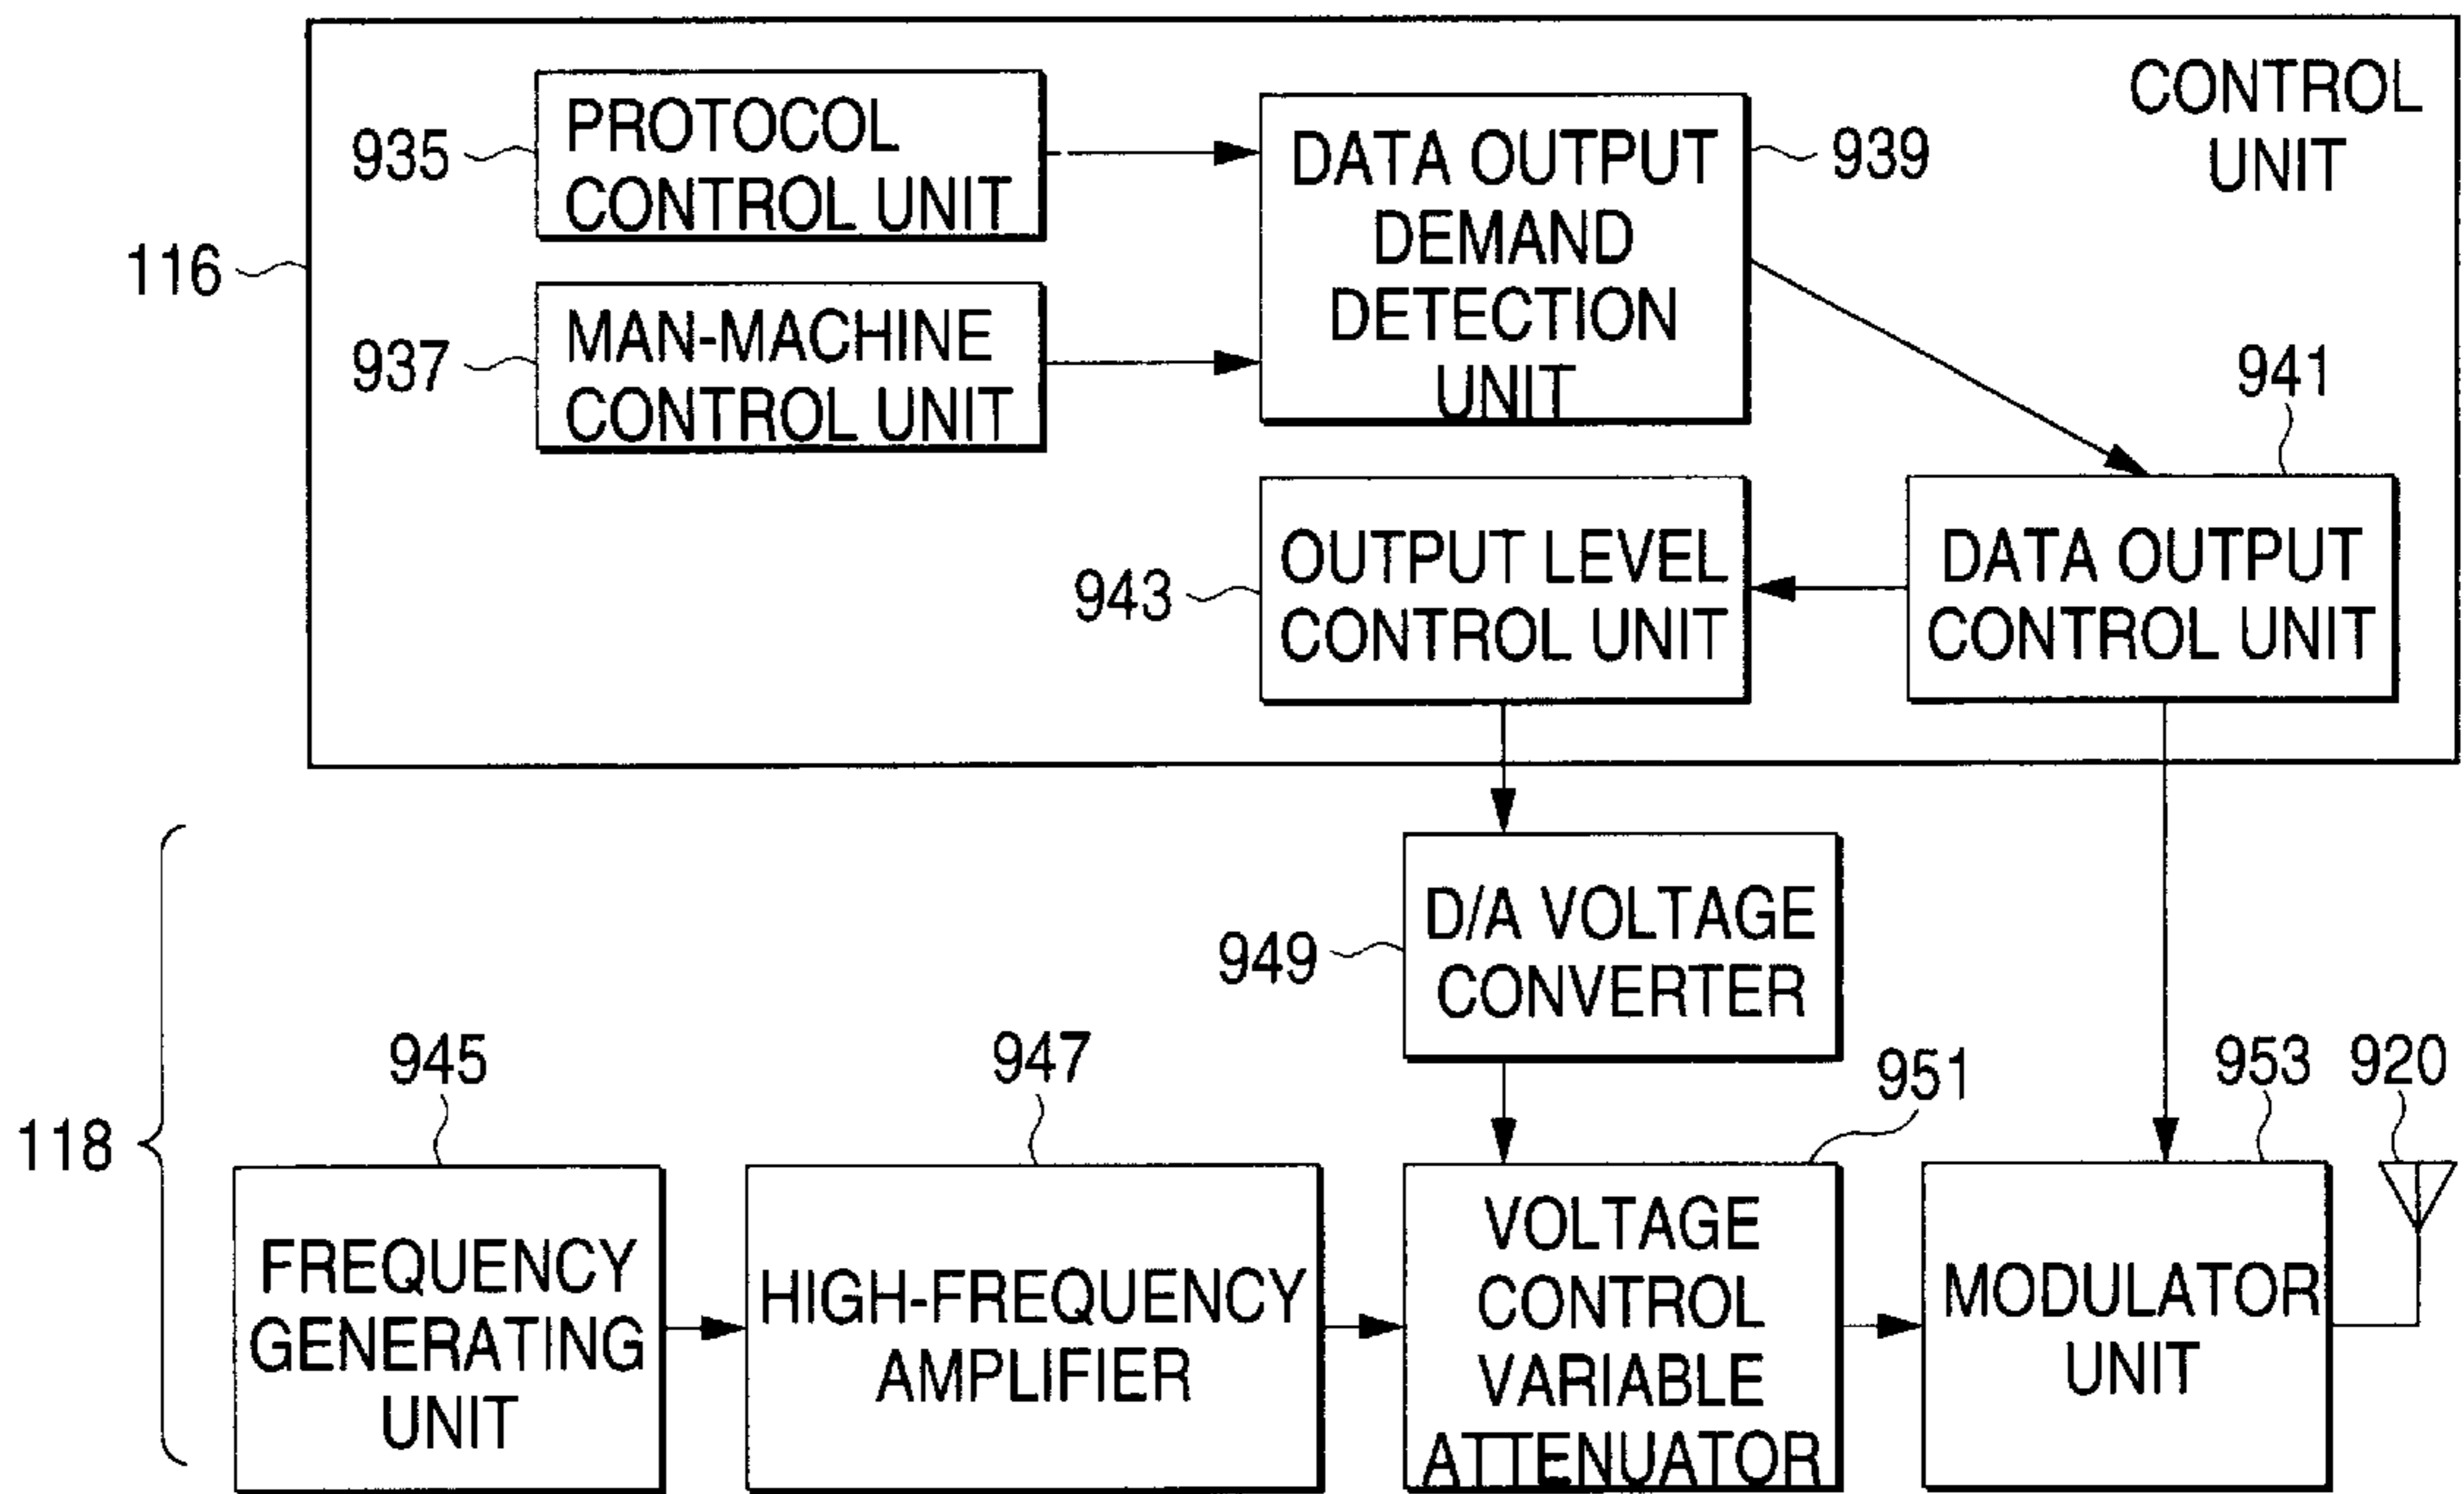 CONTROL
UNIT
935
PROTOCOL
CONTROL UNIT
DATA OUTPUT
DEMAND
DETECTION
UNIT
939
116
937
MAN-MACHINE
CONTROL UNIT
941
943
OUTPUT LEVEL
CONTROL UNIT
DATA OUTPUT
CONTROL UNIT
949
D/A VOLTAGE
CONVERTER
118
945
947
951
953
920
FREQUENCY
GENERATING
UNIT
HIGH-FREQUENCY
AMPLIFIER
VOLTAGE
CONTROL
VARIABLE
ATTENUATOR
MODULATOR
UNIT